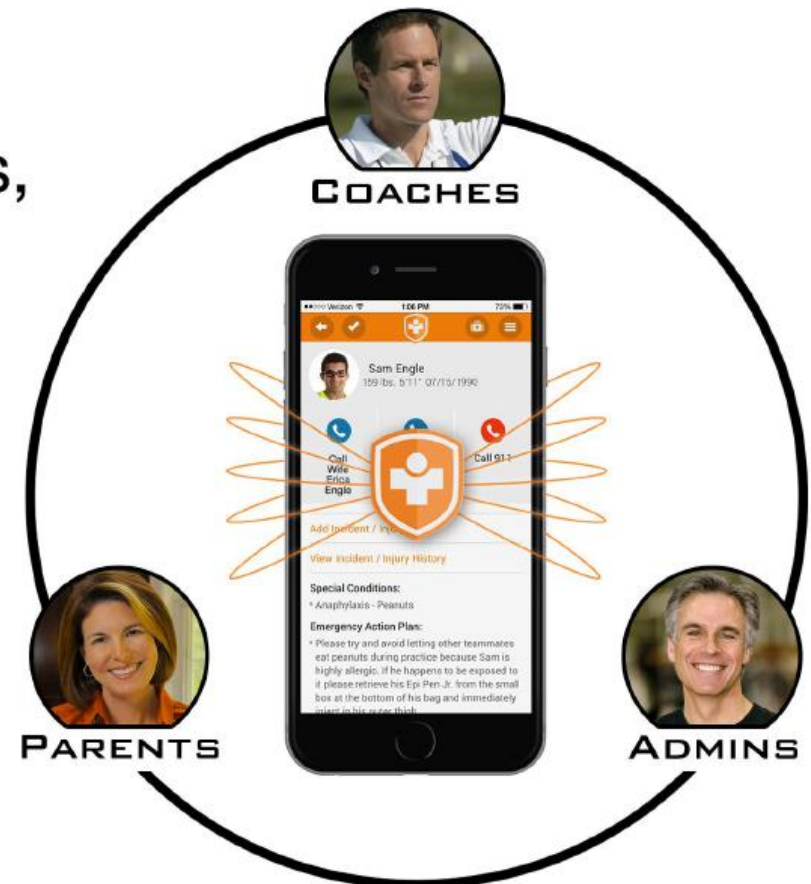 s,
COACHES
Verizon 1:06 PM 73%
Sam Engle
159 lbs, 5'11" 07/15/1990
Call
Wife
Erica
Engle
Call 911
Add Incident / Injury
View Incident / Injury History
Special Conditions:
* Anaphylaxis - Peanuts
Emergency Action Plan:
* Please try and avoid letting other teammates
eat peanuts during practice because Sam is
highly allergic. If he happens to be exposed to
it please retrieve his Epi Pen Jr. from the small
box at the bottom of his bag and immediately
inject in his outer thigh
PARENTS
ADMINS